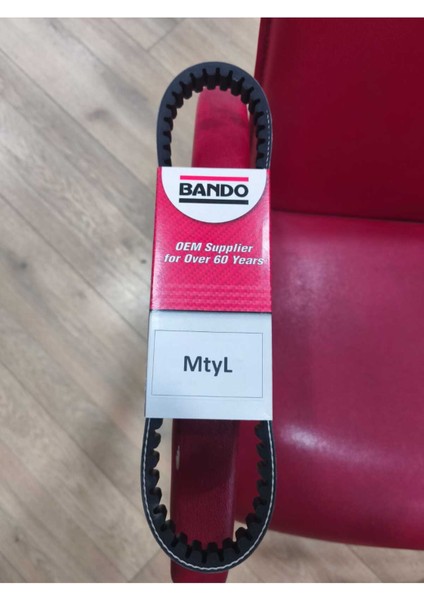 BANDO
OEM Supplier
for Over 60 Years
MtyL